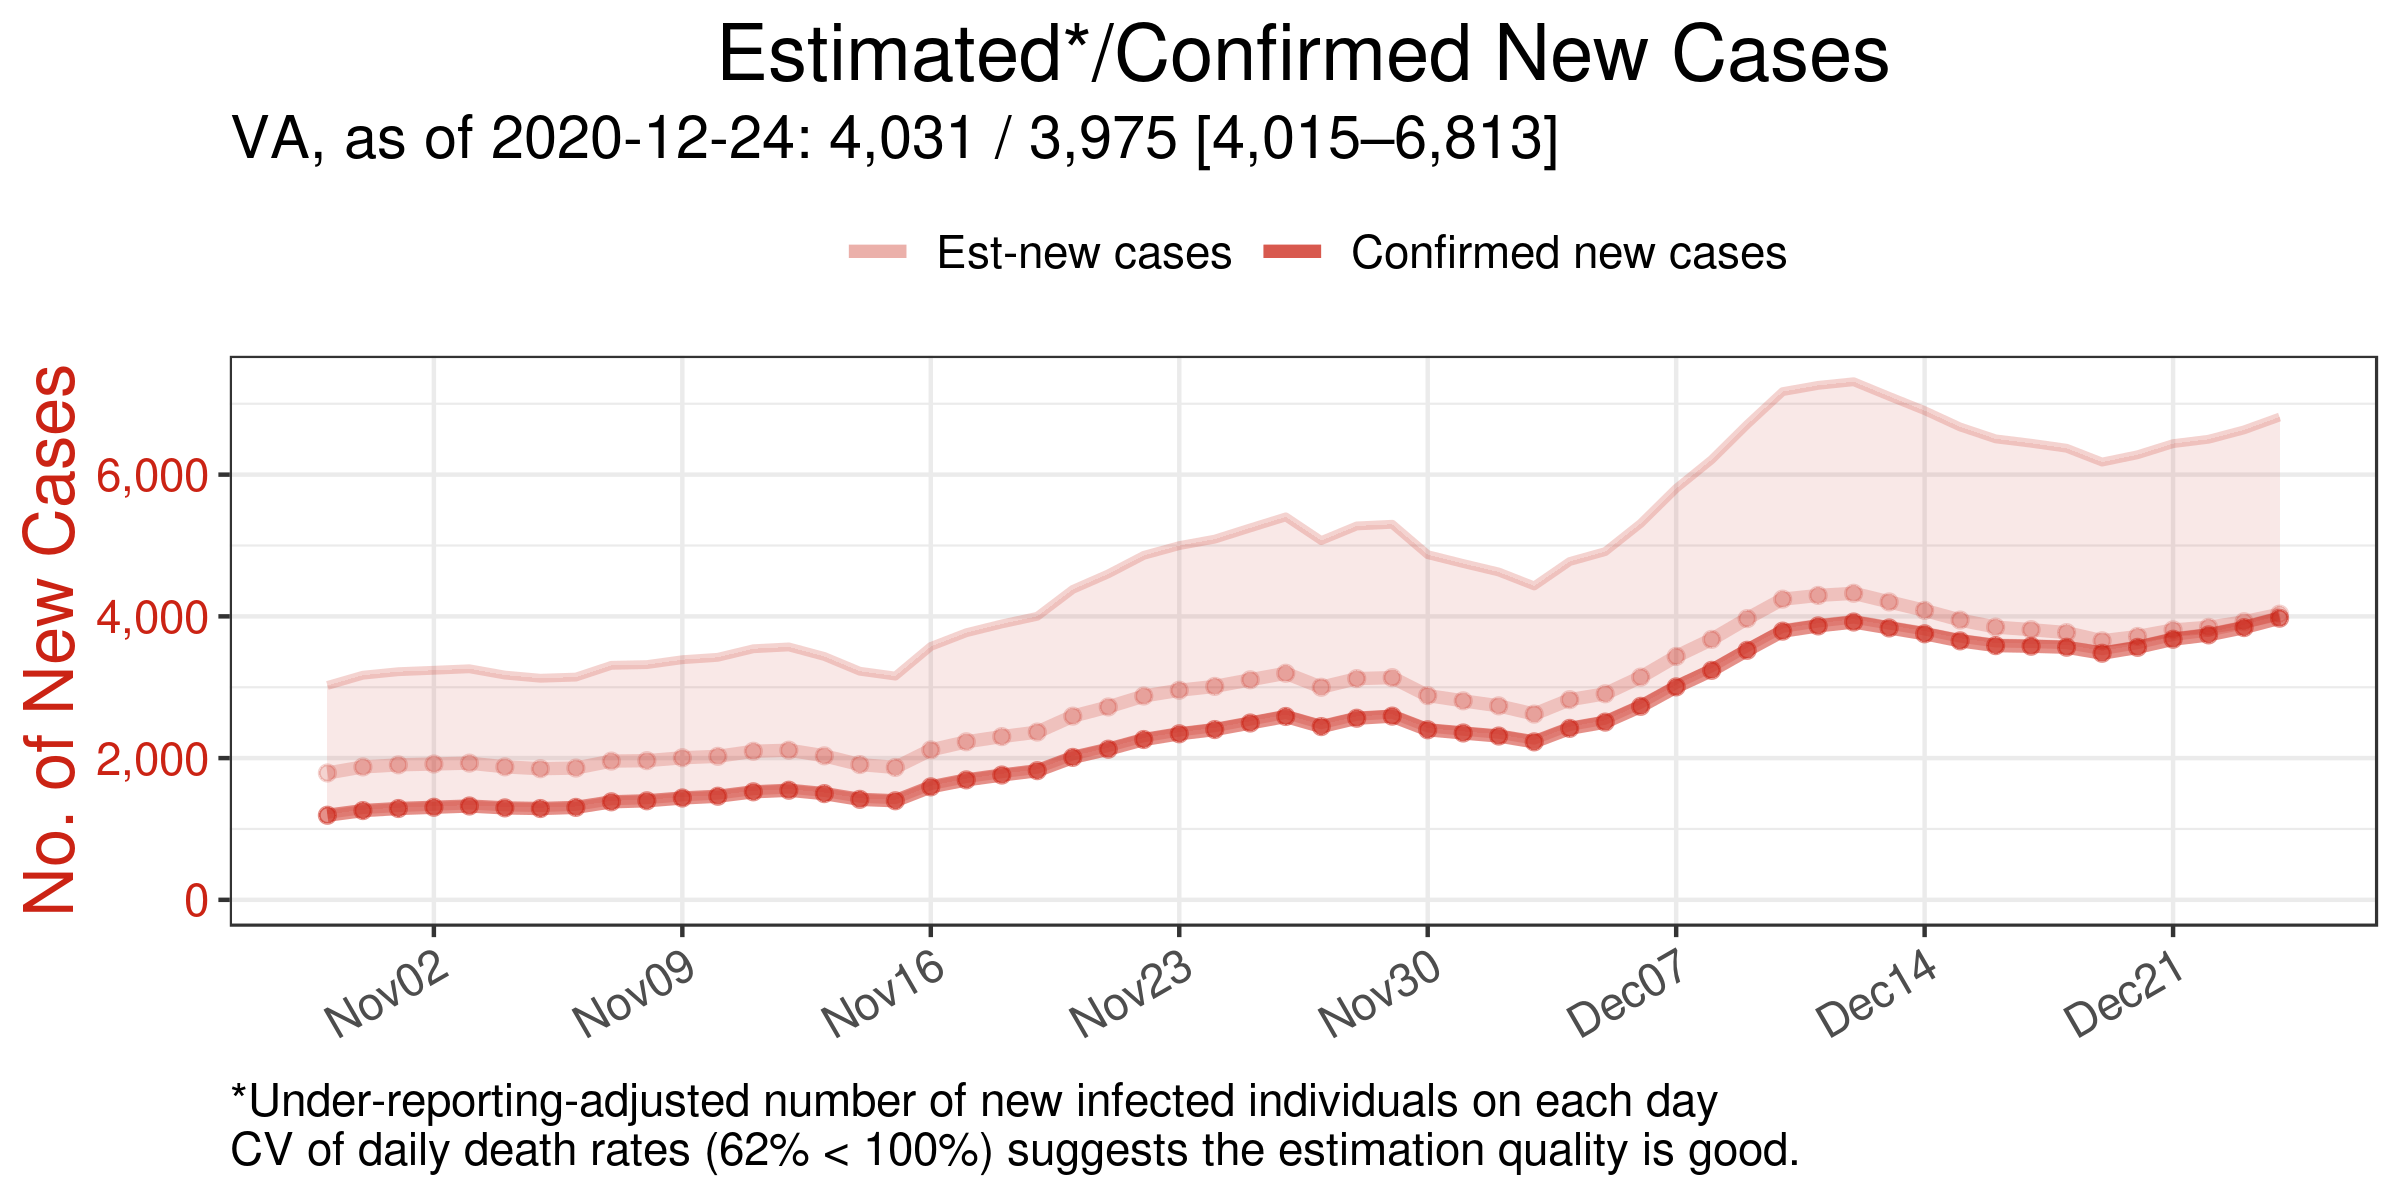 Estimated*/Confirmed New Cases
VA, as of 2020-12-24: 4,031 / 3,975 [4,015–6,813]
Est-new cases
Confirmed new cases
No. of New Cases
6,000
4,000
2,000
0
Nov02
Nov09
Nov16
Nov23
Nov30
Dec07
Dec14
Dec21
*Under-reporting-adjusted number of new infected individuals on each day
CV of daily death rates (62% < 100%) suggests the estimation quality is good.